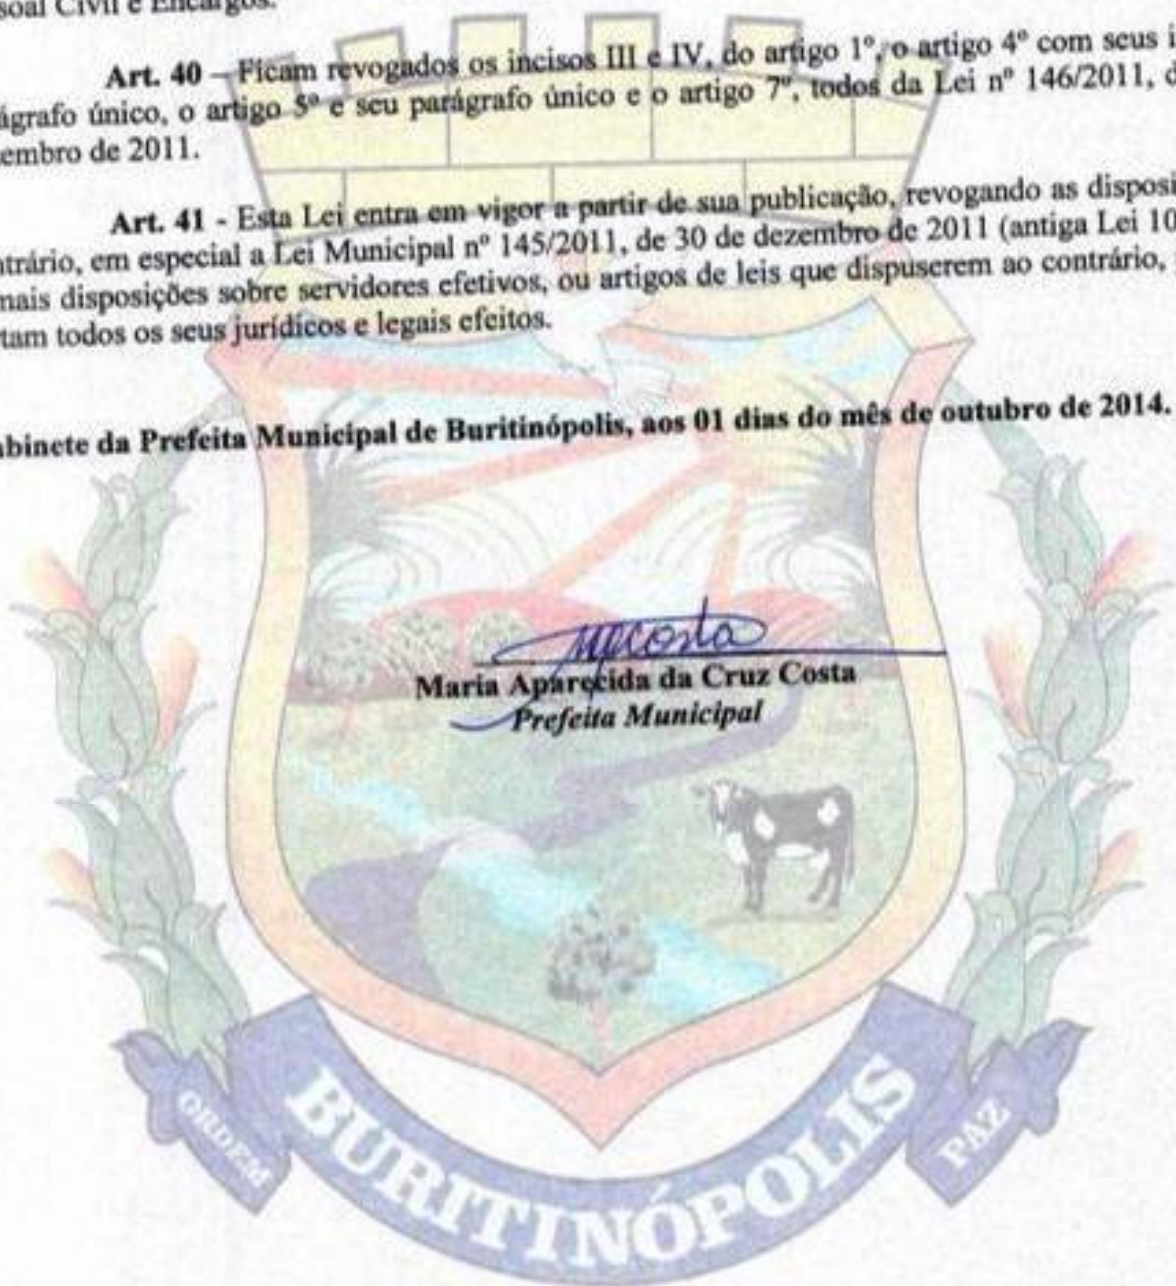 soal Civil e Encargos.
Art. 40 – Ficam revogados os incisos III e IV, do artigo 1º, o artigo 4º com seus i
ágrafo único, o artigo 5º e seu parágrafo único e o artigo 7º, todos da Lei nº 146/2011, d
embro de 2011.
Art. 41 - Esta Lei entra em vigor a partir de sua publicação, revogando as disposi
ntrário, em especial a Lei Municipal nº 145/2011, de 30 de dezembro de 2011 (antiga Lei 10
mais disposições sobre servidores efetivos, ou artigos de leis que dispuserem ao contrário,
tam todos os seus jurídicos e legais efeitos.
abinete da Prefeita Municipal de Buritinópolis, aos 01 dias do mês de outubro de 2014.
Maria Aparecida da Cruz Costa
Prefeita Municipal
ORDEM
BURITINÓPOLIS
PAZ